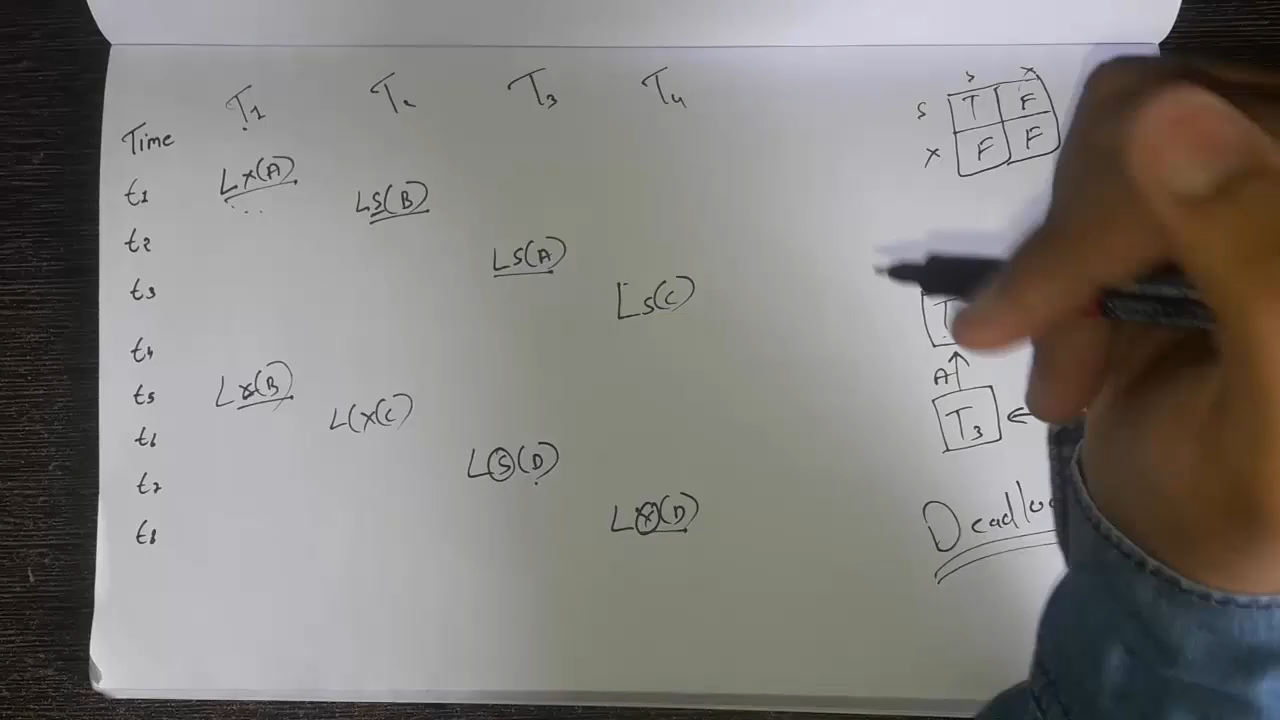 T1 T2 T3 T4
Time
t1 LX(A) LS(B)
t2 LS(A)
t3 LS(C)
t4
t5 LX(B) L(X(C)
t6
t7 LS(D)
t8 LX(D)
S X
S T F
X F F
A
T3 ←